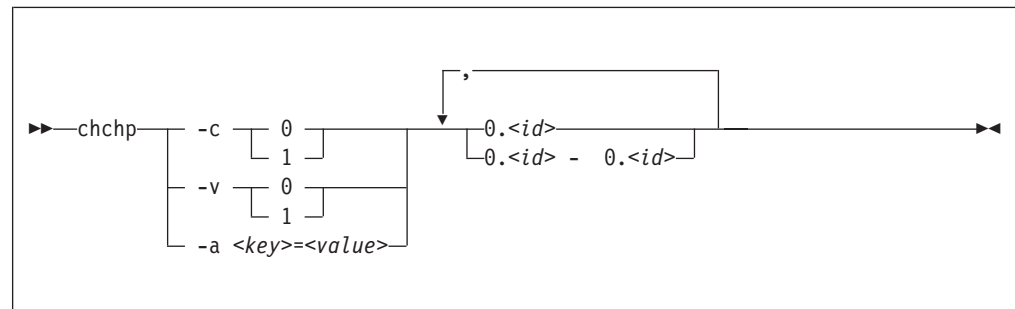 ,
chchp -c 0 0.<id>
1 0.<id> - 0.<id>
-v 0
1
-a <key>=<value>